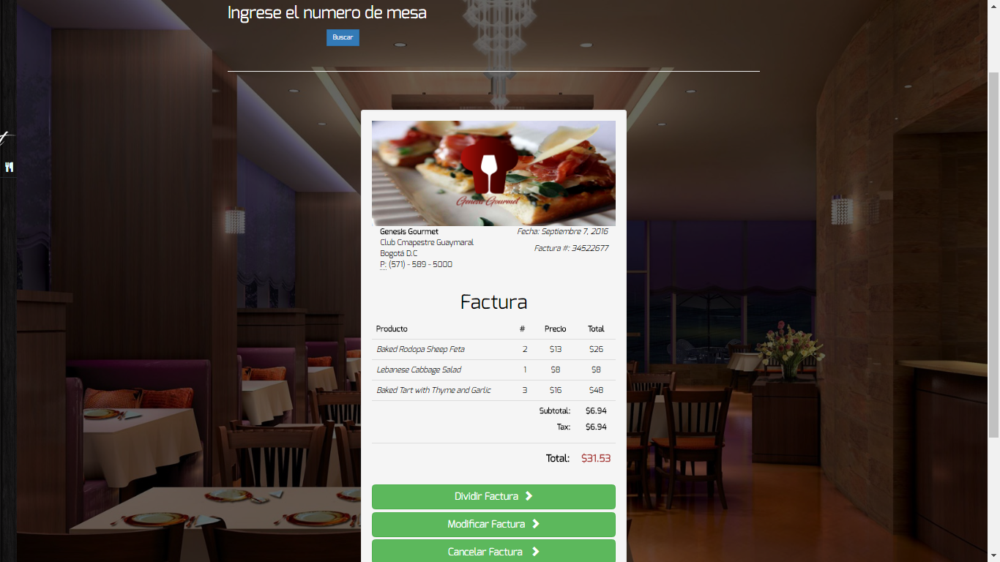 Ingrese el numero de mesa
Buscar
Genesis Gourmet
Genesis Gourmet
Club Cmapestre Guaymaral
Bogotá D.C
P: (571) - 589 - 5000
Fecha: Septiembre 7, 2016
Factura #: 34522677
Factura
Producto # Precio Total
Baked Rodopa Sheep Feta 2 $13 $26
Lebanese Cabbage Salad 1 $8 $8
Baked Tart with Thyme and Garlic 3 $16 $48
Subtotal: $6.94
Tax: $6.94
Total: $31.53
Dividir Factura
Modificar Factura
Cancelar Factura